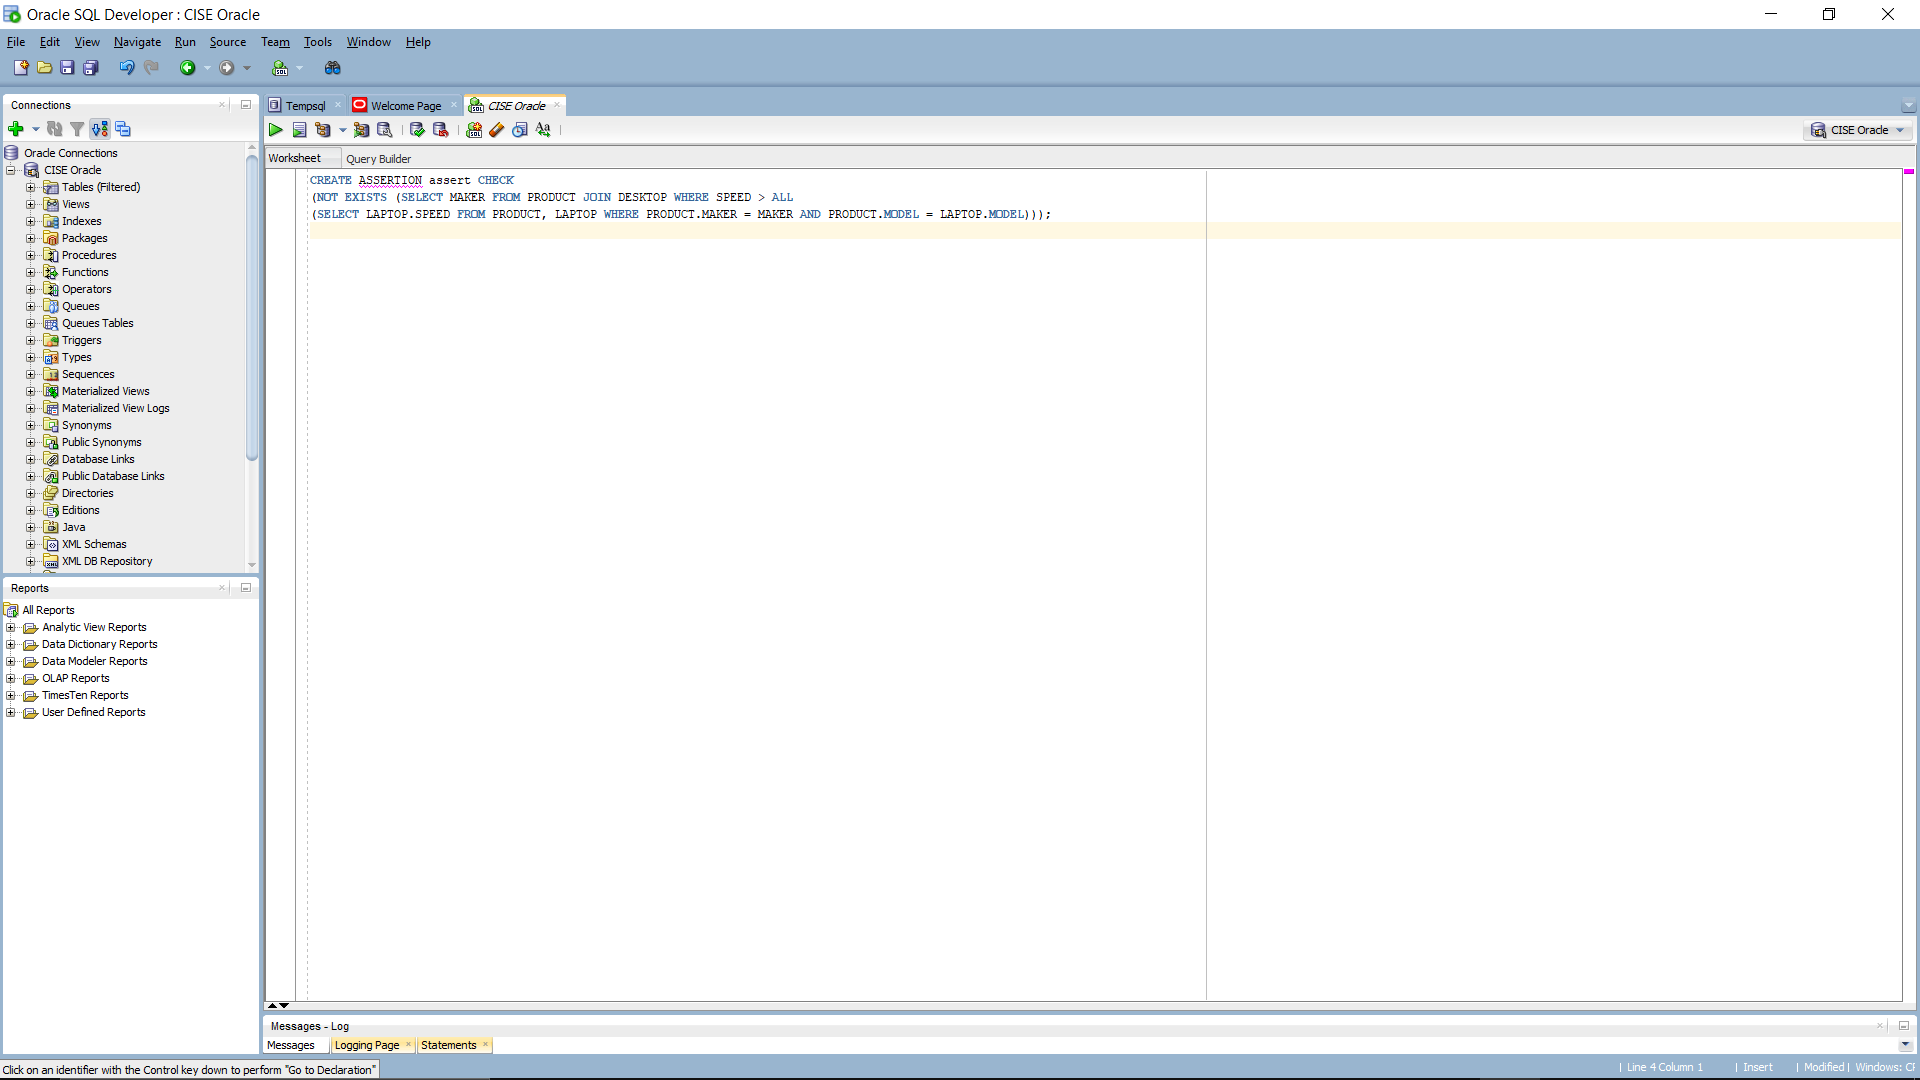 Oracle SQL Developer : CISE Oracle
File Edit View Navigate Run Source Team Tools Window Help
Connections
Tempsql Welcome Page CISE Oracle
CISE Oracle
Worksheet Query Builder
Oracle Connections
CISE Oracle
Tables (Filtered)
Views
Indexes
Packages
Procedures
Functions
Operators
Queues
Queues Tables
Triggers
Types
Sequences
Materialized Views
Materialized View Logs
Synonyms
Public Synonyms
Database Links
Public Database Links
Directories
Editions
Java
XML Schemas
XML DB Repository
CREATE ASSERTION assert CHECK
(NOT EXISTS (SELECT MAKER FROM PRODUCT JOIN DESKTOP WHERE SPEED > ALL
(SELECT LAPTOP.SPEED FROM PRODUCT, LAPTOP WHERE PRODUCT.MAKER = MAKER AND PRODUCT.MODEL = LAPTOP.MODEL)));
Reports
All Reports
Analytic View Reports
Data Dictionary Reports
Data Modeler Reports
OLAP Reports
TimesTen Reports
User Defined Reports
Messages - Log
Messages Logging Page Statements
Click on an identifier with the Control key down to perform "Go to Declaration"
Line 4 Column 1 Insert Modified Windows: